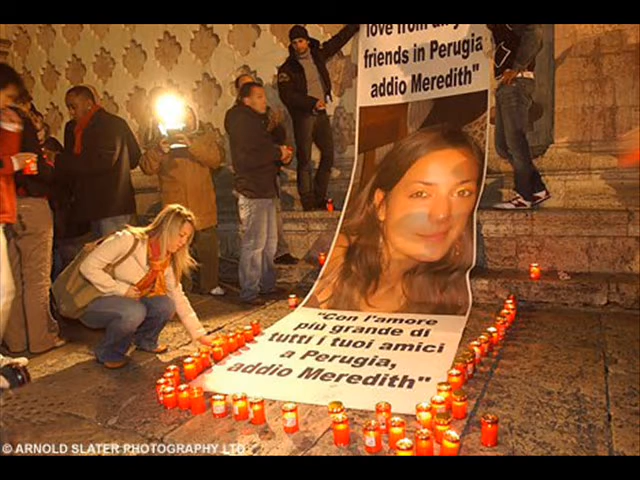 love from all y
friends in Perugia
addio Meredith"
"Con l'amore
più grande di
tutti i tuoi amici
a Perugia,
addio Meredith"
© ARNOLD SLATER PHOTOGRAPHY LTD